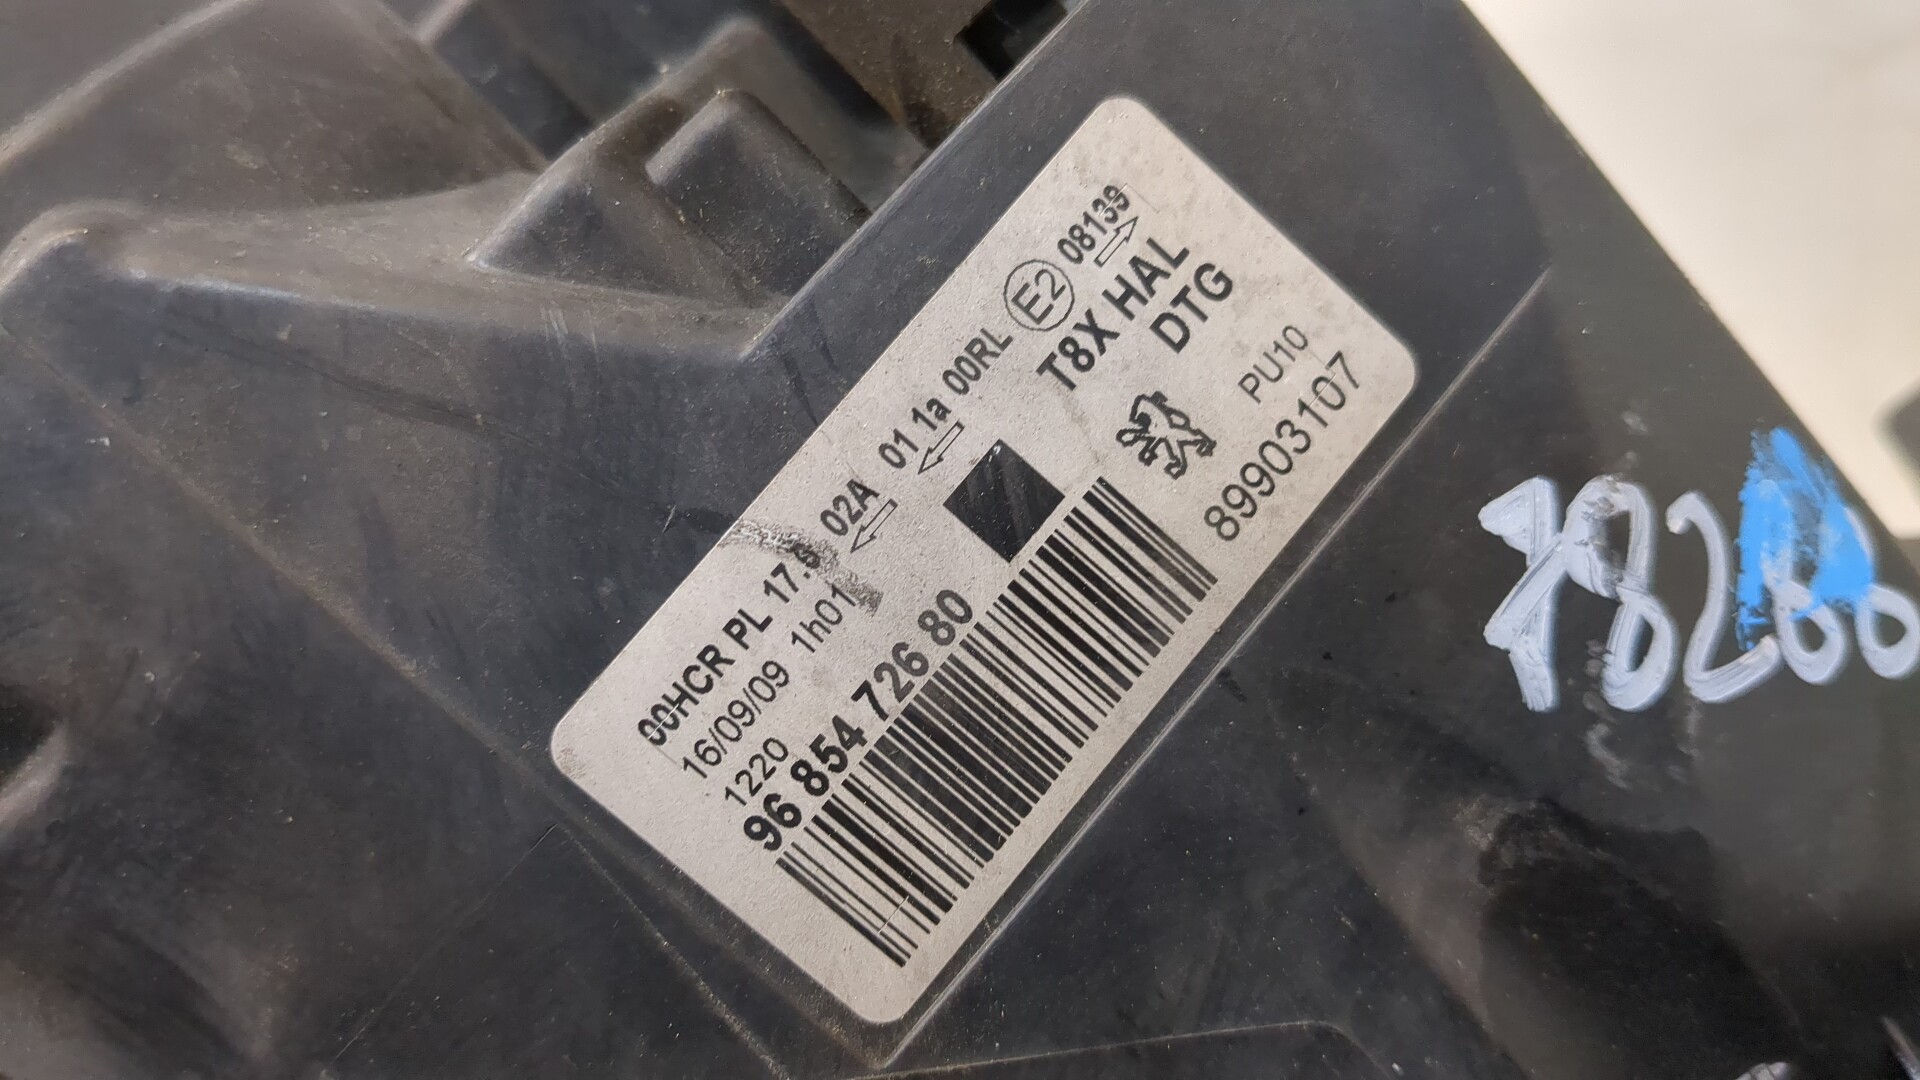 00HCR PL 17.5 02A 01 1a 00RL E2 08139
16/09/09 1h01
1220
T8X HAL
DTG
96 854 726 80
PU10
89903107